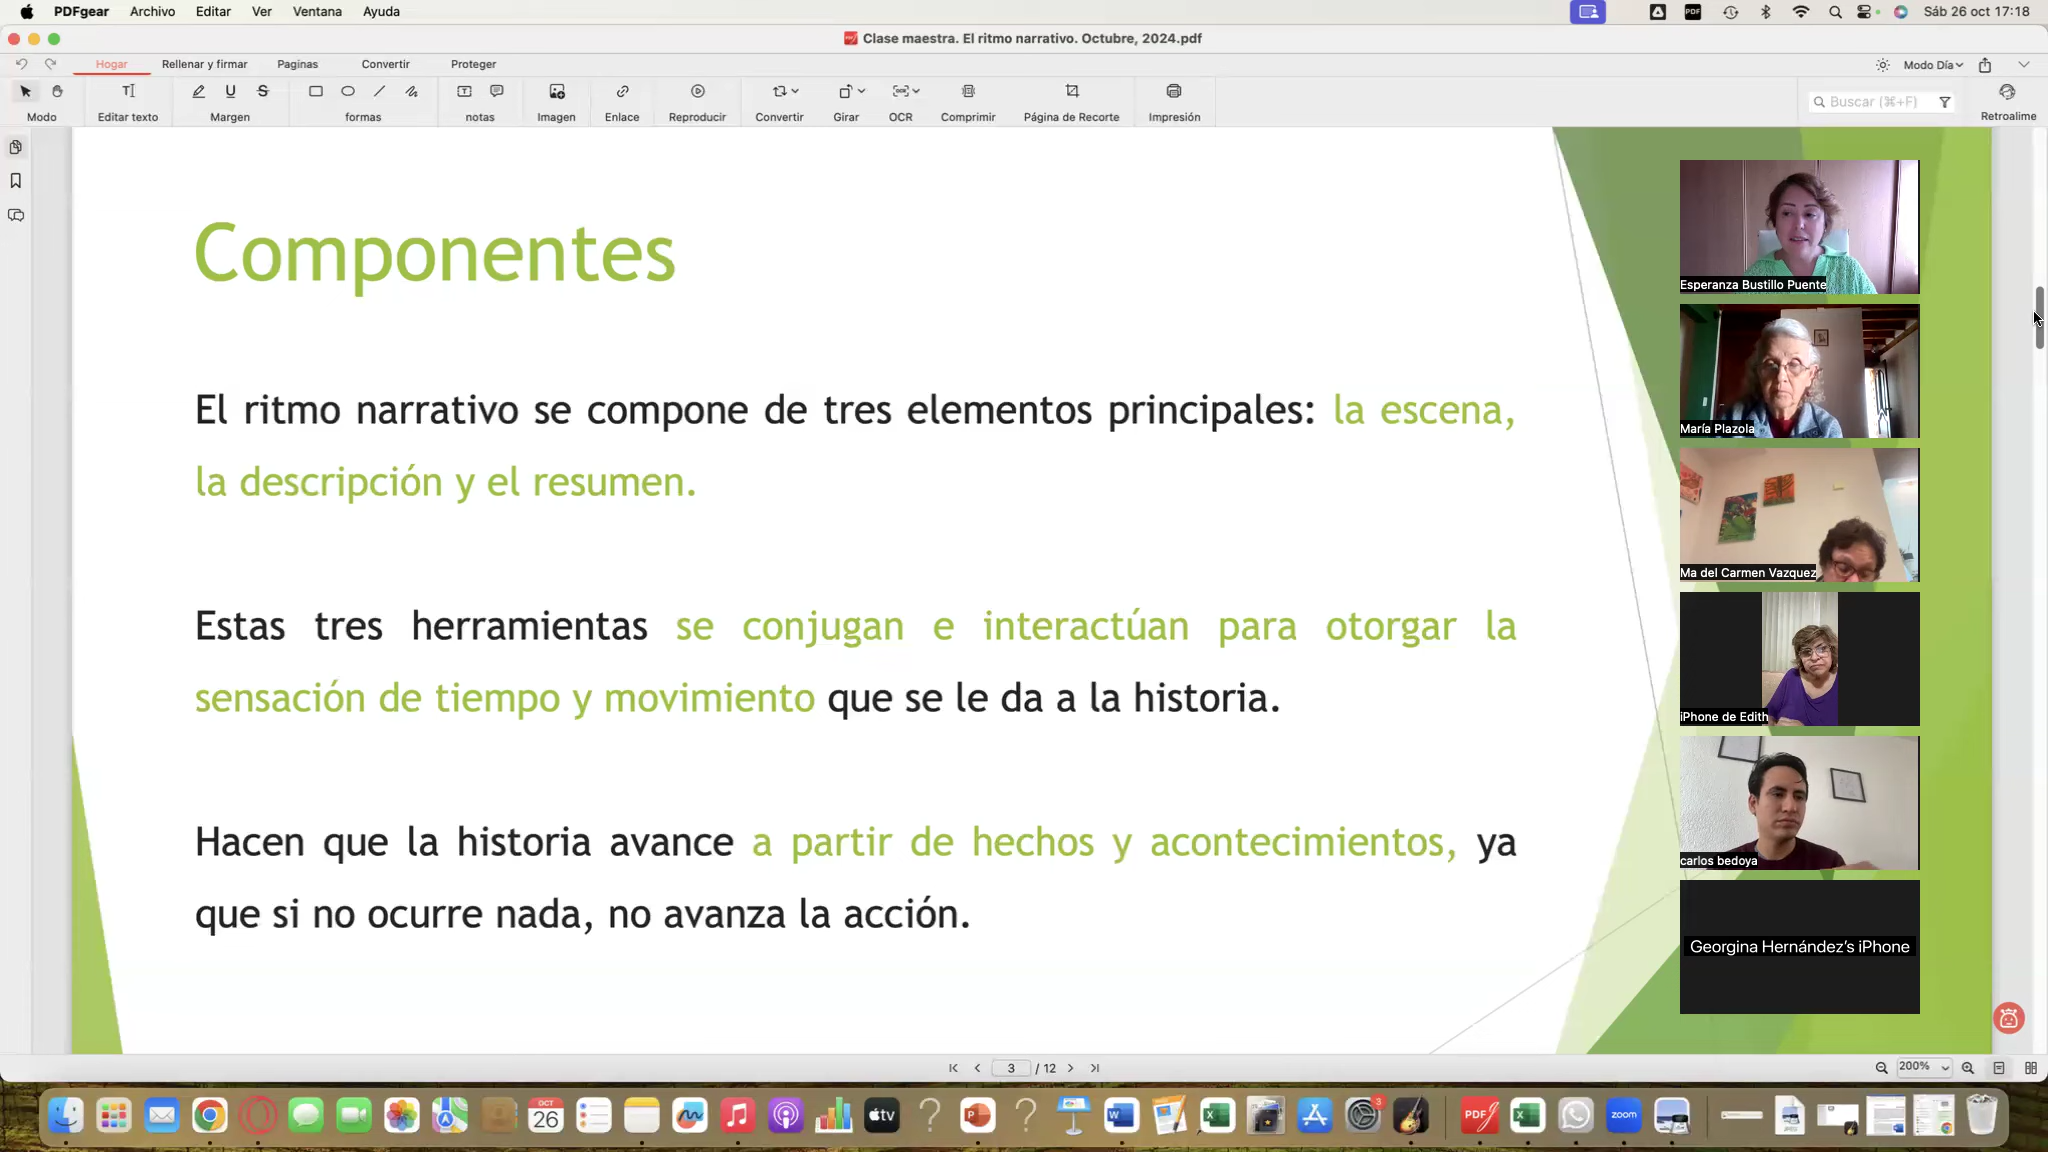 PDFgear Archivo Editar Ver Ventana Ayuda Sáb 26 oct 17:18
Clase maestra. El ritmo narrativo. Octubre, 2024.pdf
Hogar Rellenar y firmar Paginas Convertir Proteger Modo Día
Modo Editar texto Margen formas notas Imagen Enlace Reproducir Convertir Girar OCR Comprimir Página de Recorte Impresión Buscar (⌘+F) Retroalime
Componentes
El ritmo narrativo se compone de tres elementos principales: la escena,
la descripción y el resumen.
Estas tres herramientas se conjugan e interactúan para otorgar la
sensación de tiempo y movimiento que se le da a la historia.
Hacen que la historia avance a partir de hechos y acontecimientos, ya
que si no ocurre nada, no avanza la acción.
Esperanza Bustillo Puente
María Plazola
Ma del Carmen Vazquez
iPhone de Edith
carlos bedoya
Georgina Hernández’s iPhone
3 / 12 200%
OCT
26
tv
3
PDF
zoom